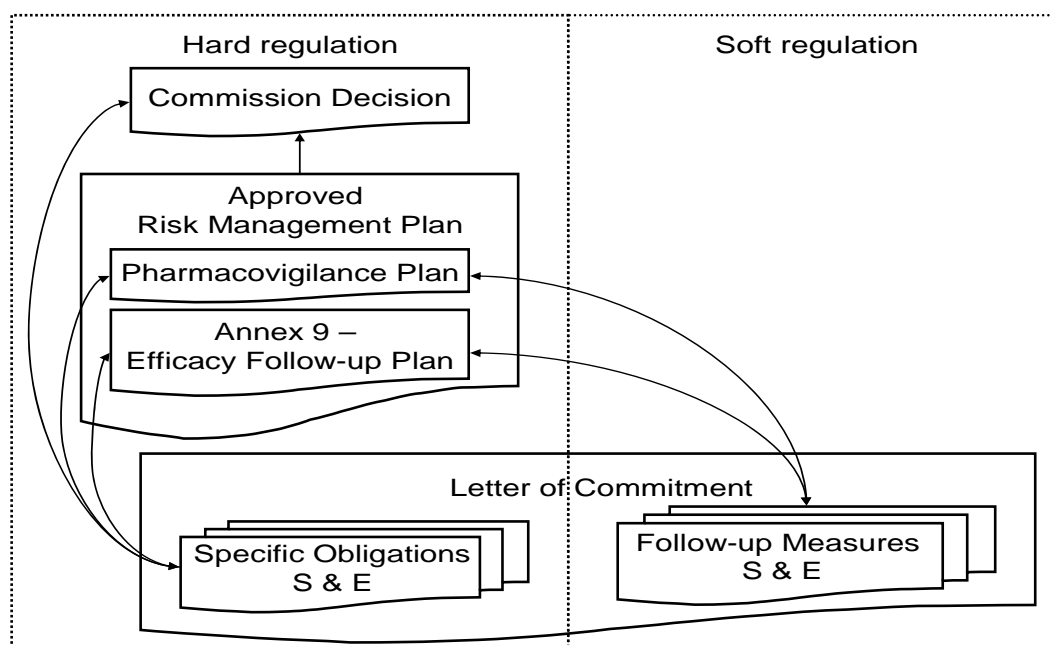 Hard regulation
Soft regulation
Commission Decision
Approved
Risk Management Plan
Pharmacovigilance Plan
Annex 9 –
Efficacy Follow-up Plan
Letter of Commitment
Specific Obligations
S & E
Follow-up Measures
S & E